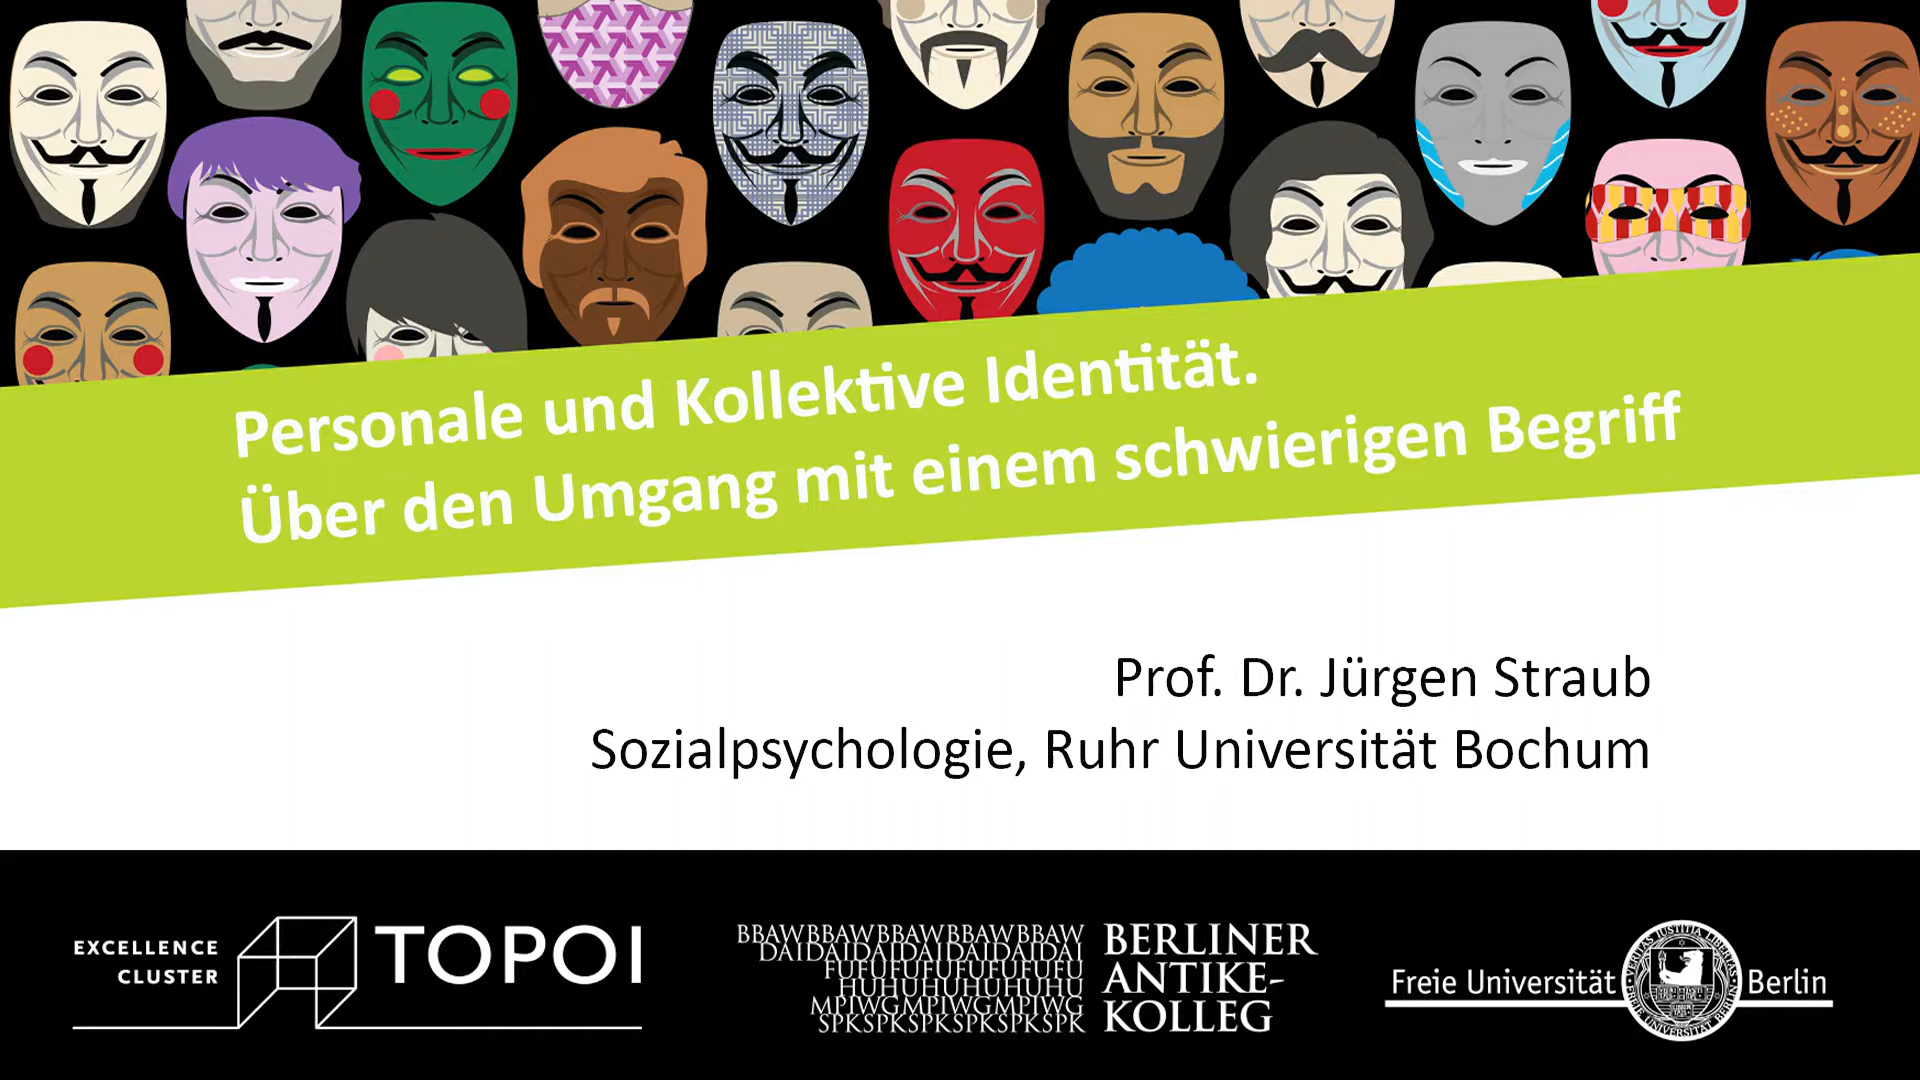 Personale und Kollektive Identität.
Über den Umgang mit einem schwierigen Begriff
Prof. Dr. Jürgen Straub
Sozialpsychologie, Ruhr Universität Bochum
EXCELLENCE
CLUSTER
TOPOI
BBAWBBAWBBAWBBAWBBAW
DAIDAIDAIDAIDAIDAIDAI
FUFUFUFUFUFUFUFU
HUHUHUHUHUHUHU
MPIWGMPIWGMPIWG
SPKSPKSPKSPKSPKSPK
BERLINER
ANTIKE-
KOLLEG
Freie Universität Berlin